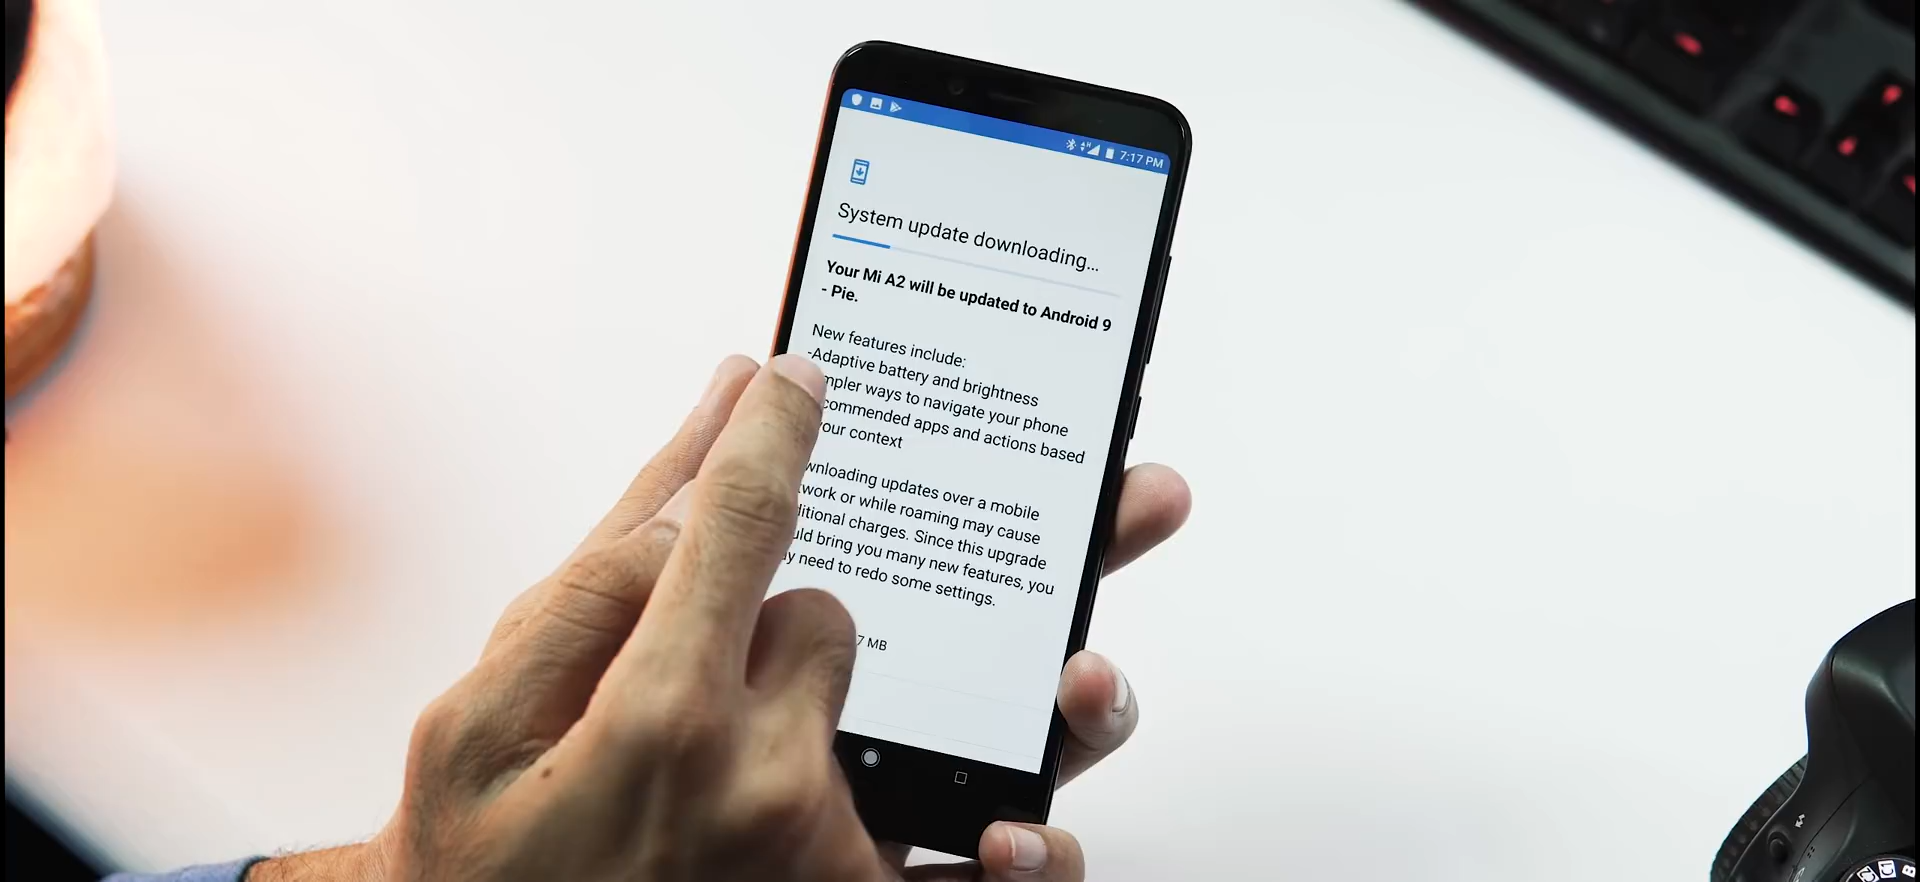 7:17 PM
System update downloading...
Your Mi A2 will be updated to Android 9
- Pie.
New features include:
-Adaptive battery and brightness
ways to navigate your phone
apps and actions based
context
updates over a mobile
or while roaming may cause
charges. Since this upgrade
bring you many new features, you
need to redo some settings.
MB